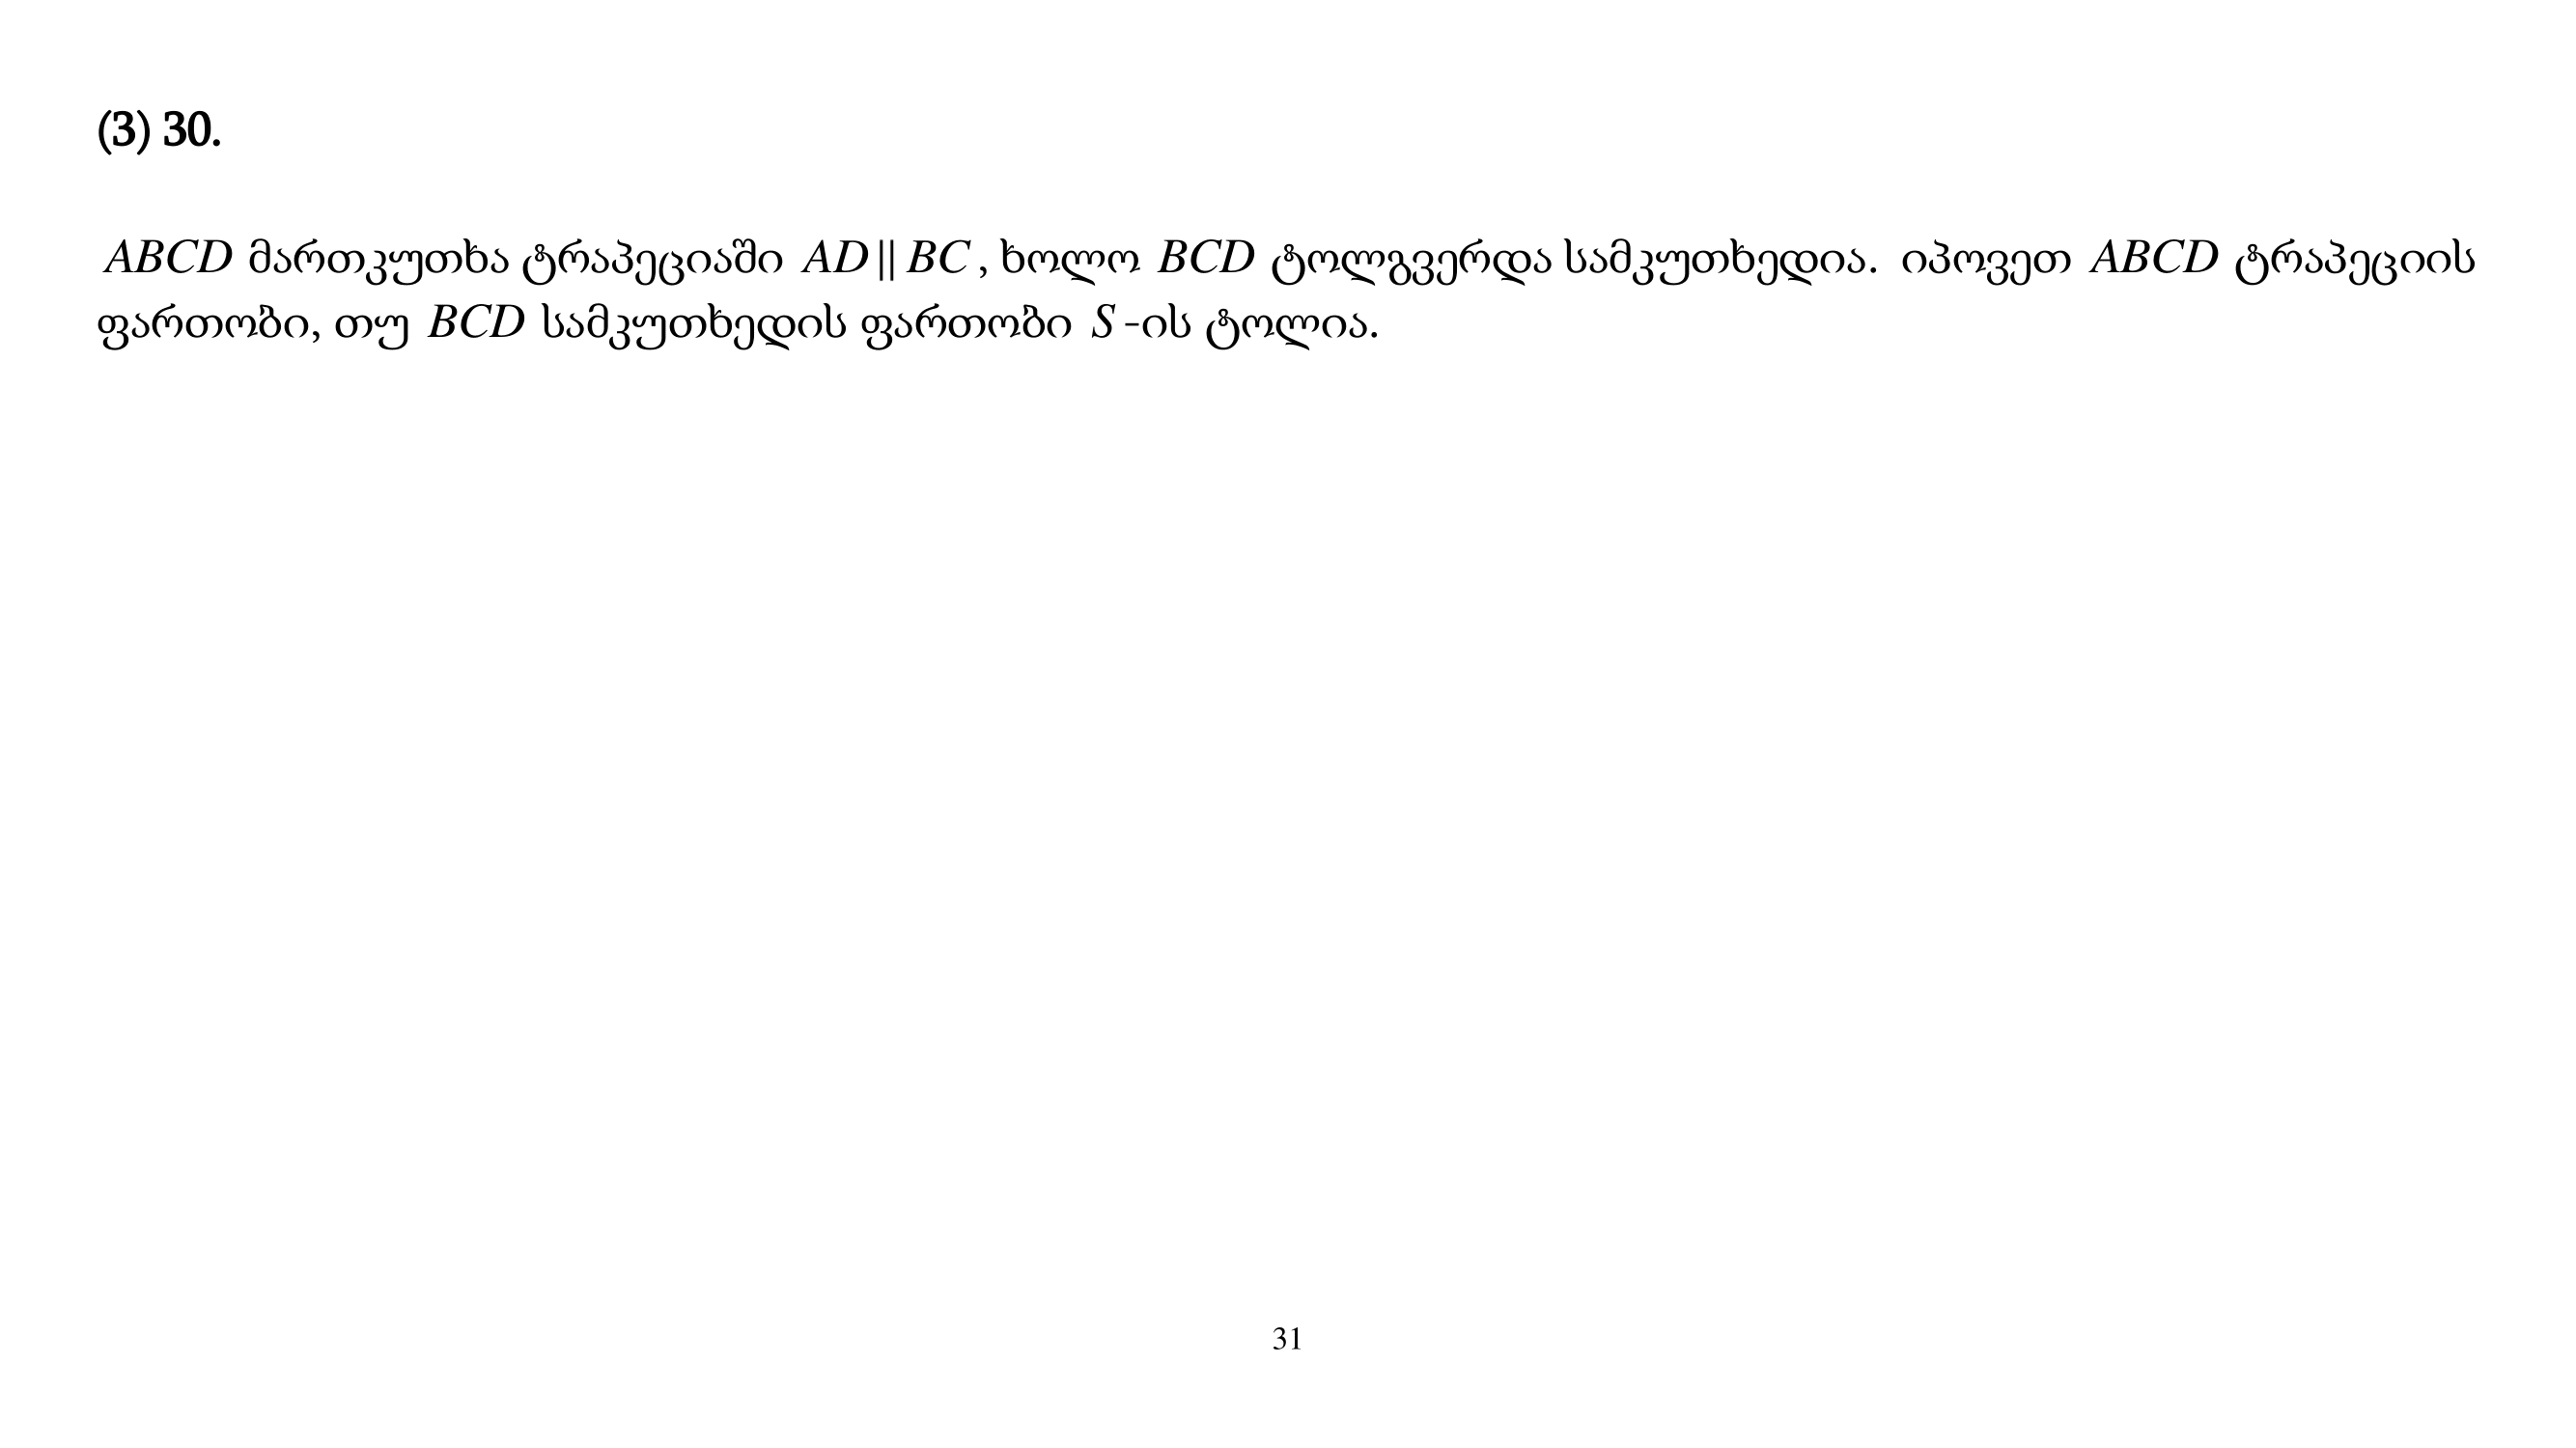 (3) 30.
ABCD მართკუთხა ტრაპეციაში AD || BC , ხოლო BCD ტოლგვერდა სამკუთხედია. იპოვეთ ABCD ტრაპეციის
ფართობი, თუ BCD სამკუთხედის ფართობი S -ის ტოლია.
31